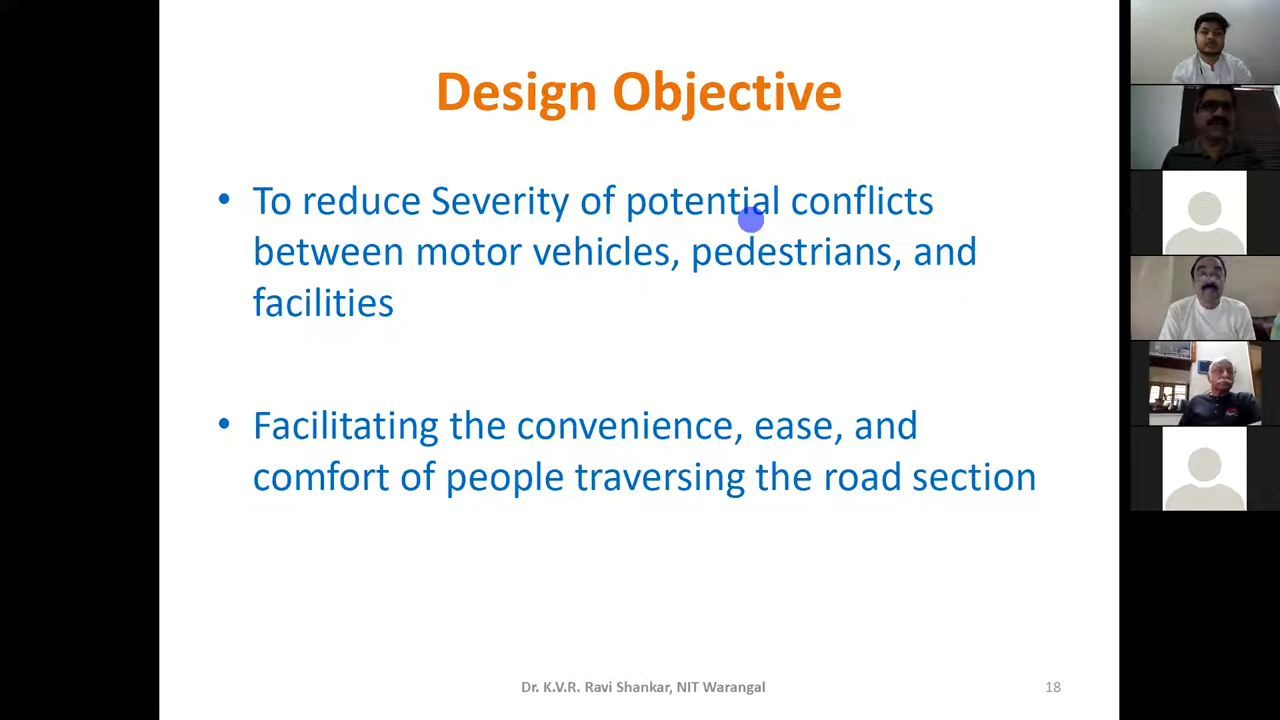 Design Objective
• To reduce Severity of potential conflicts
between motor vehicles, pedestrians, and
facilities
• Facilitating the convenience, ease, and
comfort of people traversing the road section
Dr. K.V.R. Ravi Shankar, NIT Warangal
18